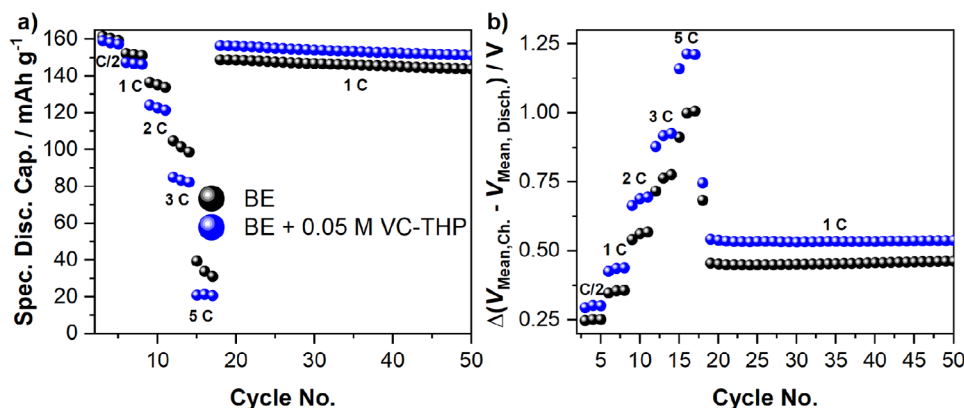 a)
Spec. Disc. Cap. / mAh g⁻¹
160
140
120
100
80
60
40
20
0
C/2
1 C
2 C
3 C
5 C
1 C
BE
BE + 0.05 M VC-THP
10
20
30
40
50
Cycle No.
b)
Δ(V_Mean,Ch. - V_Mean, Disch.) / V
1.25
1.00
0.75
0.50
0.25
C/2
1 C
2 C
3 C
5 C
1 C
5
10
15
20
25
30
35
40
45
50
Cycle No.